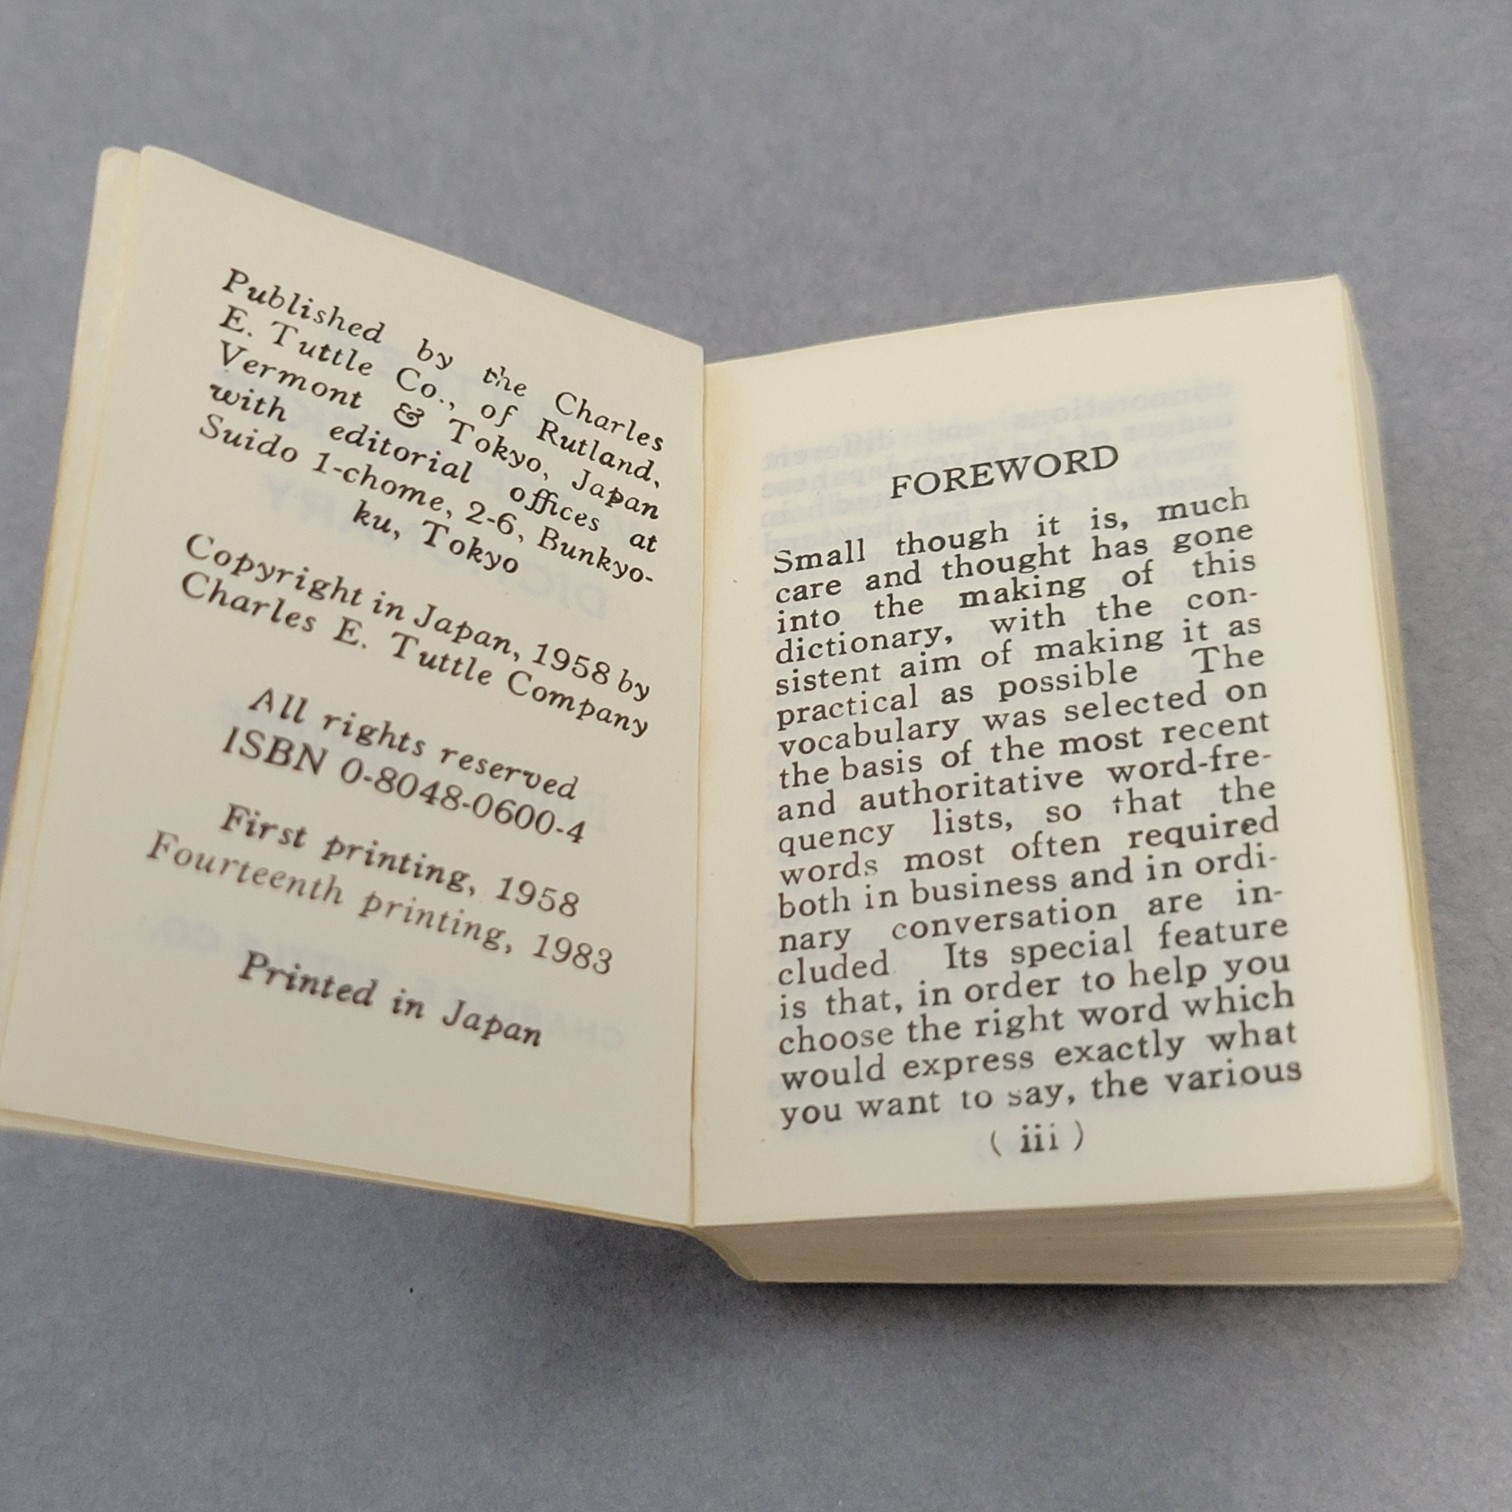 Published by the Charles
E. Tuttle Co., of Rutland,
Vermont & Tokyo, Japan
with editorial offices at
Suido 1-chome, 2-6, Bunkyo-
ku, Tokyo
Copyright in Japan, 1958 by
Charles E. Tuttle Company
All rights reserved
ISBN 0-8048-0600-4
First printing, 1958
Fourteenth printing, 1983
Printed in Japan
FOREWORD
Small though it is, much
care and thought has gone
into the making of this
dictionary, with the con-
sistent aim of making it as
practical as possible The
vocabulary was selected on
the basis of the most recent
and authoritative word-fre-
quency lists, so that the
words most often required
both in business and in ordi-
nary conversation are in-
cluded Its special feature
is that, in order to help you
choose the right word which
would express exactly what
you want to say, the various
( iii )